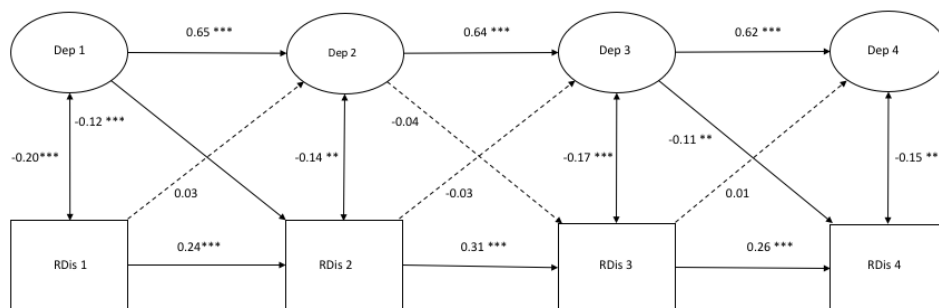 0.65 ***
0.64 ***
0.62 ***
Dep 1
Dep 2
Dep 3
Dep 4
-0.12 ***
-0.04
-0.11 **
-0.20***
-0.14 **
-0.17 ***
-0.15 **
0.03
-0.03
0.01
0.24***
0.31 ***
0.26 ***
RDis 1
RDis 2
RDis 3
RDis 4